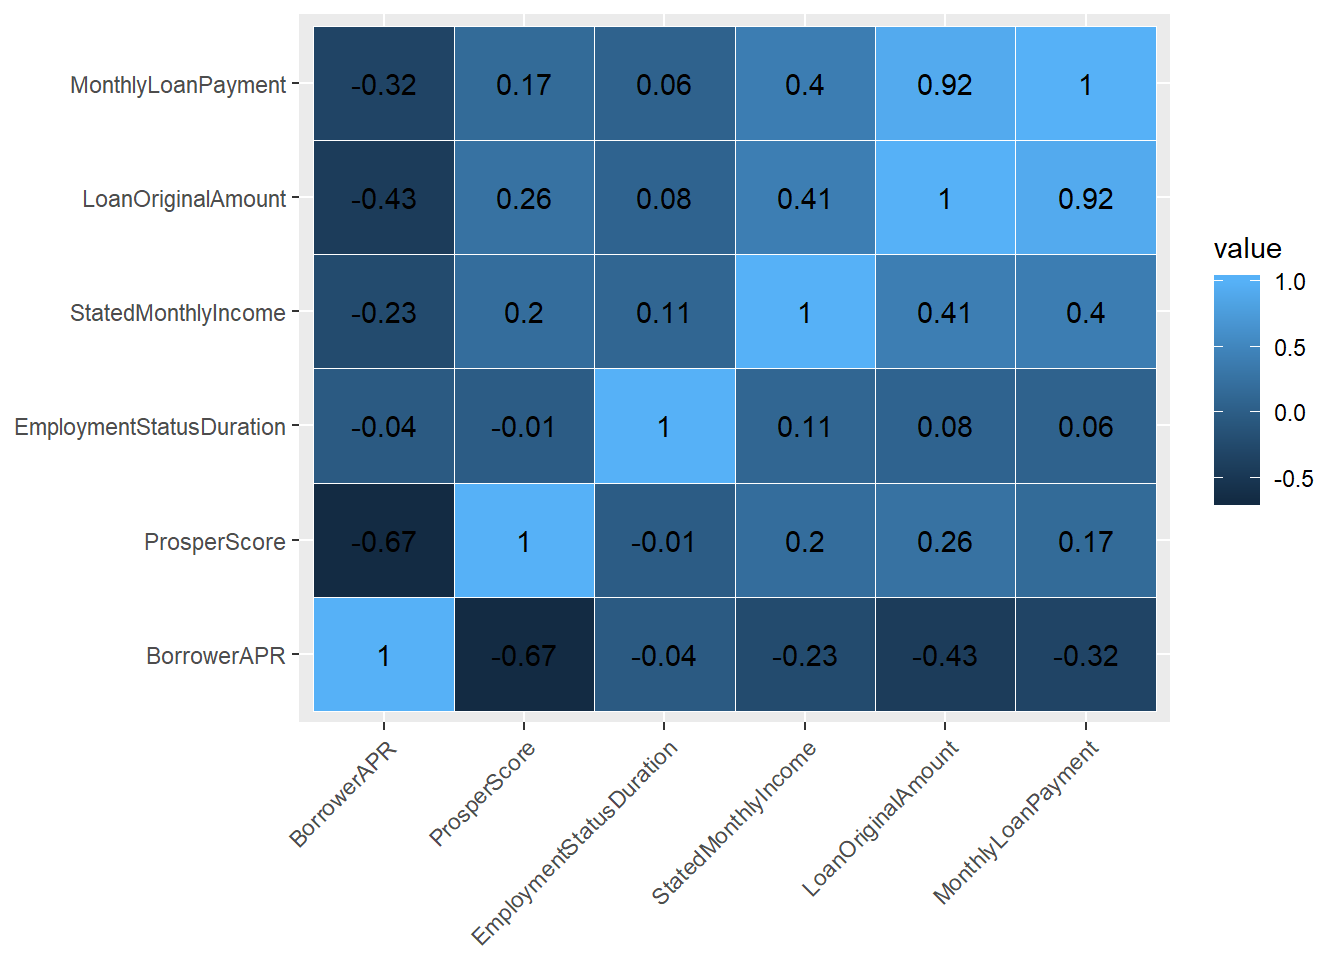 MonthlyLoanPayment -0.32 0.17 0.06 0.4 0.92 1
LoanOriginalAmount -0.43 0.26 0.08 0.41 1 0.92
StatedMonthlyIncome -0.23 0.2 0.11 1 0.41 0.4
EmploymentStatusDuration -0.04 -0.01 1 0.11 0.08 0.06
ProsperScore -0.67 1 -0.01 0.2 0.26 0.17
BorrowerAPR 1 -0.67 -0.04 -0.23 -0.43 -0.32
BorrowerAPR
ProsperScore
EmploymentStatusDuration
StatedMonthlyIncome
LoanOriginalAmount
MonthlyLoanPayment
value
1.0
0.5
0.0
-0.5